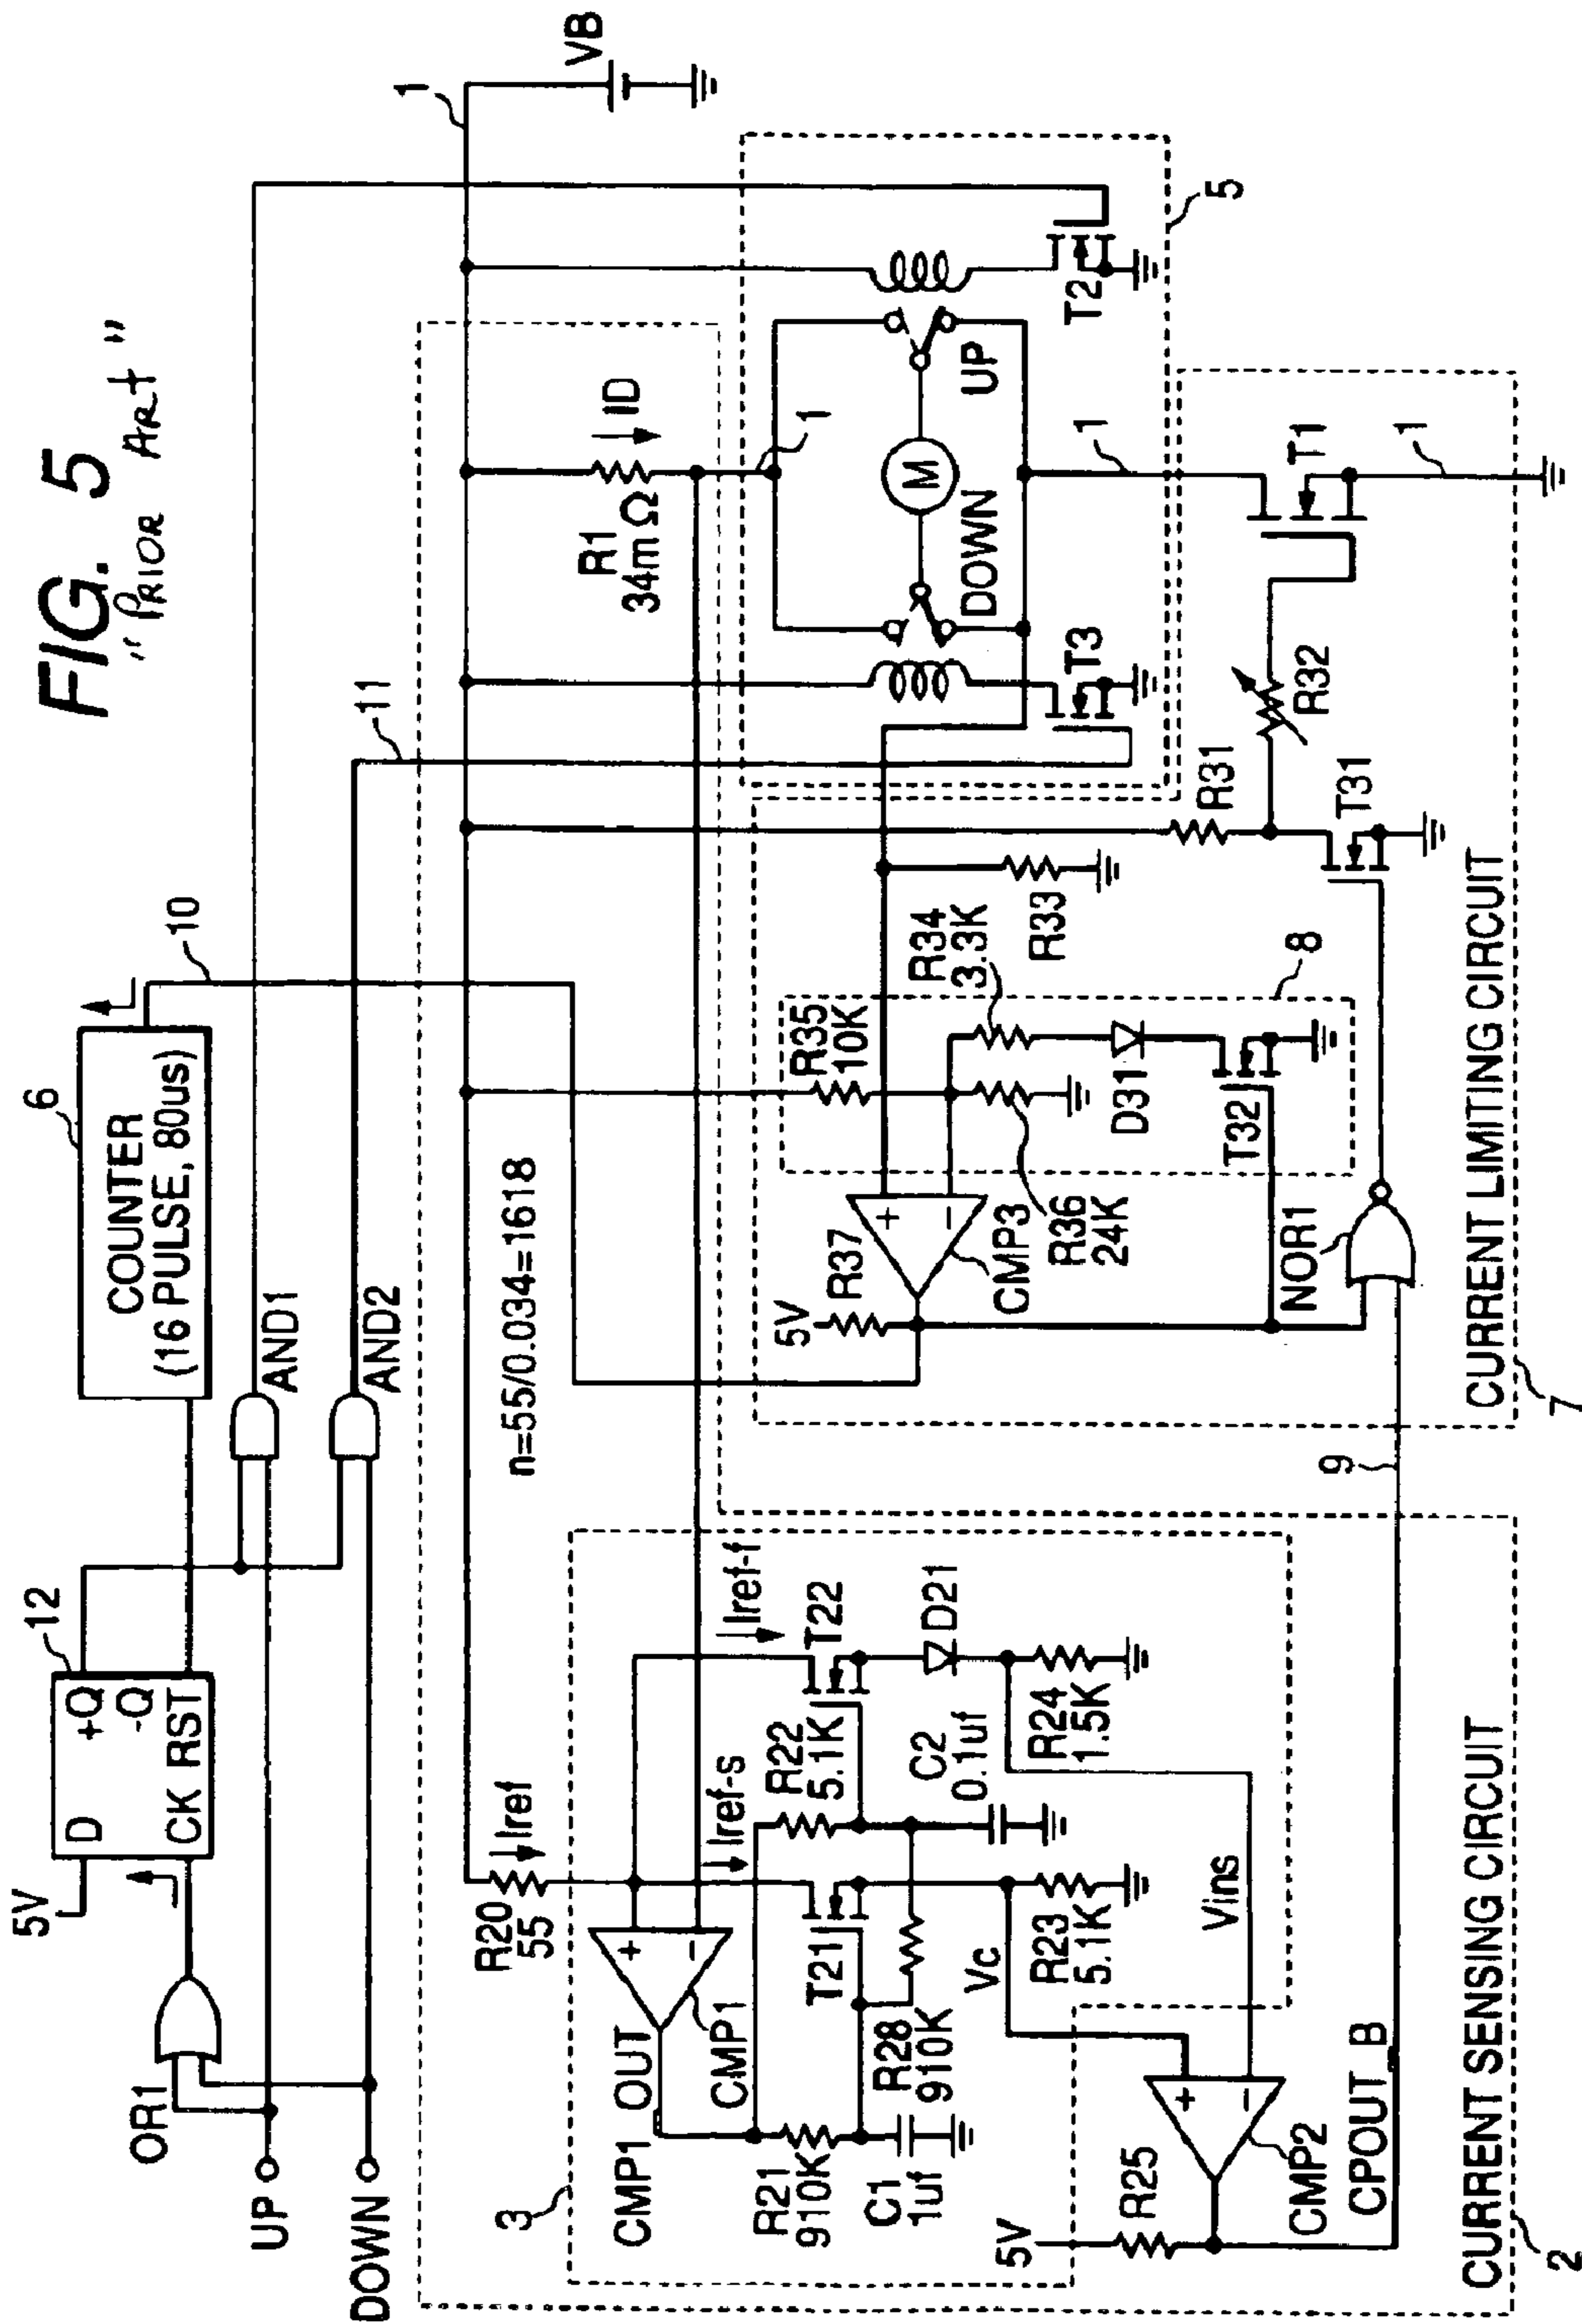 FIG. 5
"PRIOR ART"
5V
D
+Q
-Q
CK RST
12
6
COUNTER
(16 PULSE, 80us)
10
11
1
VB
OR1
UP
DOWN
AND1
AND2
n=55/0.034=1618
R1
34mΩ
ID
1
R20
55
Iref
3
CMP1_OUT
CMP1
+
-
Iref-s
Iref-f
R21
910K
C1
1uf
R22
5.1K
T21
T22
R28
910K
C2
0.1uf
D21
Vc
R23
5.1K
R24
1.5K
Vins
5V
R25
+
-
CMP2
CPOUT_B
CURRENT SENSING CIRCUIT
2
9
5V
R37
+
-
CMP3
R35
10K
R34
3.3K
R33
R36
24K
D31
T32
8
NOR1
R31
T31
R32
T1
1
1
M
UP
DOWN
T2
T3
5
CURRENT LIMITING CIRCUIT
7